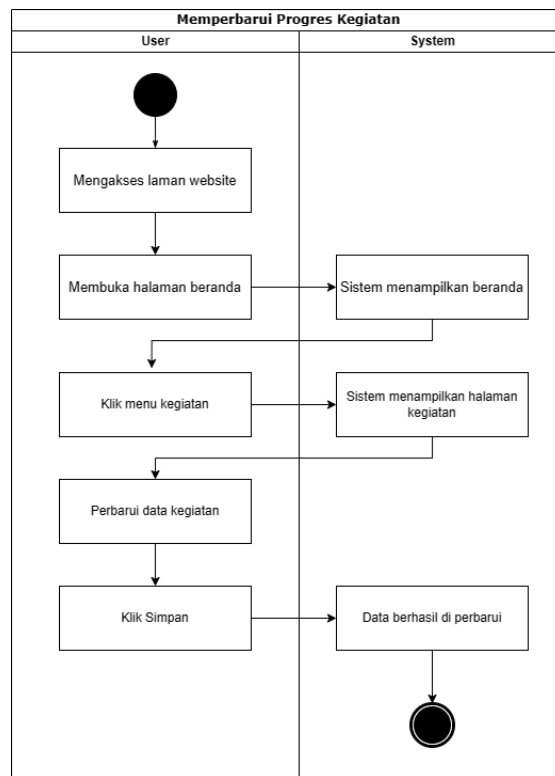 Memperbarui Progres Kegiatan
User
System
Mengakses laman website
Membuka halaman beranda
Sistem menampilkan beranda
Klik menu kegiatan
Sistem menampilkan halaman
kegiatan
Perbarui data kegiatan
Klik Simpan
Data berhasil di perbarui